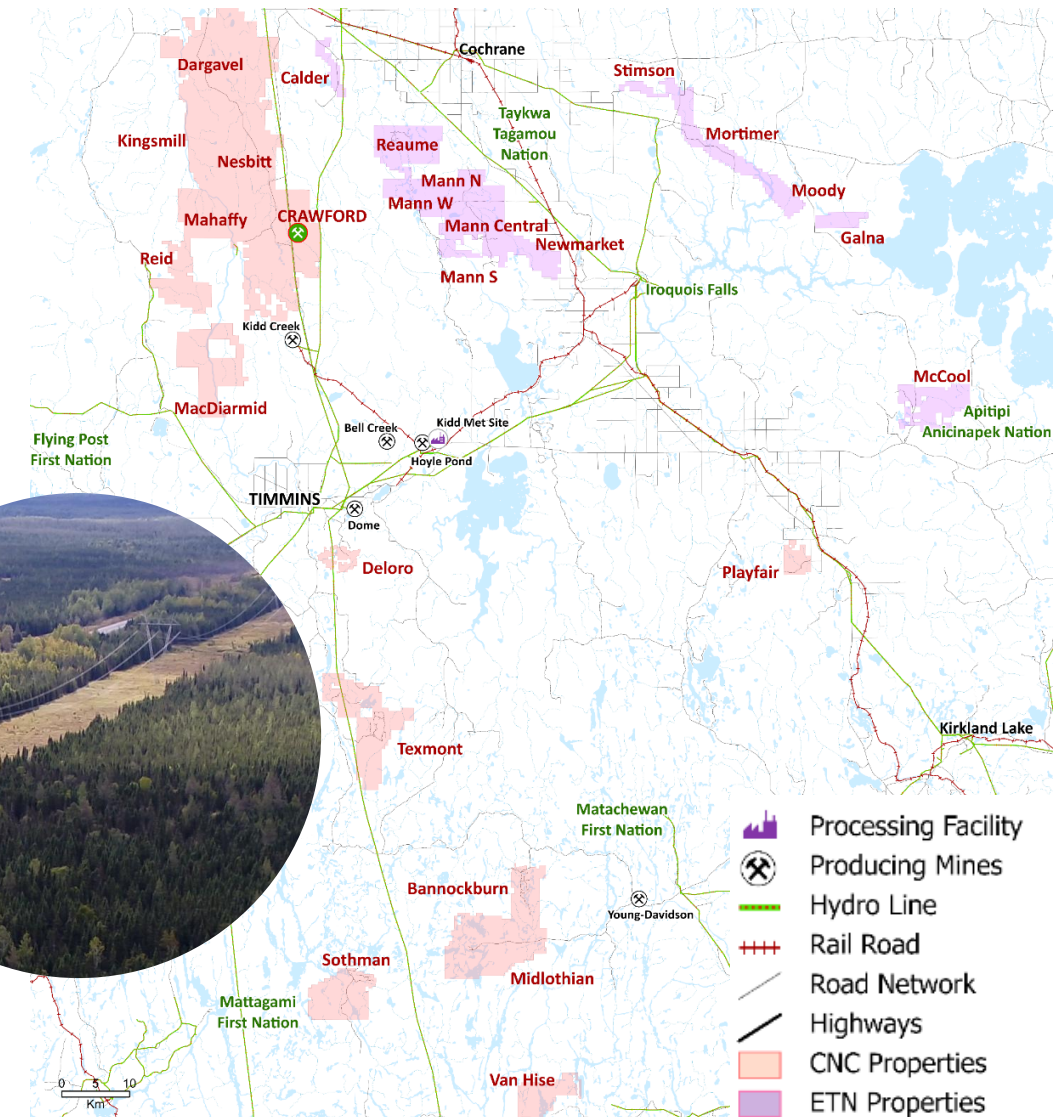 Cochrane
Dargavel
Calder
Stimson
Taykwa
Tagamou
Nation
Kingsmill
Nesbitt
Reaume
Mortimer
Mann N
Mann W
Moody
Mahaffy
CRAWFORD
Mann Central
Newmarket
Galna
Reid
Mann S
Iroquois Falls
Kidd Creek
McCool
MacDiarmid
Apitipi
Anicinapek Nation
Flying Post
First Nation
Bell Creek
Kidd Met Site
Hoyle Pond
TIMMINS
Dome
Deloro
Playfair
Texmont
Kirkland Lake
Matachewan
First Nation
Bannockburn
Young-Davidson
Sothman
Midlothian
Mattagami
First Nation
Van Hise
0 5 10
Km
Processing Facility
Producing Mines
Hydro Line
Rail Road
Road Network
Highways
CNC Properties
ETN Properties